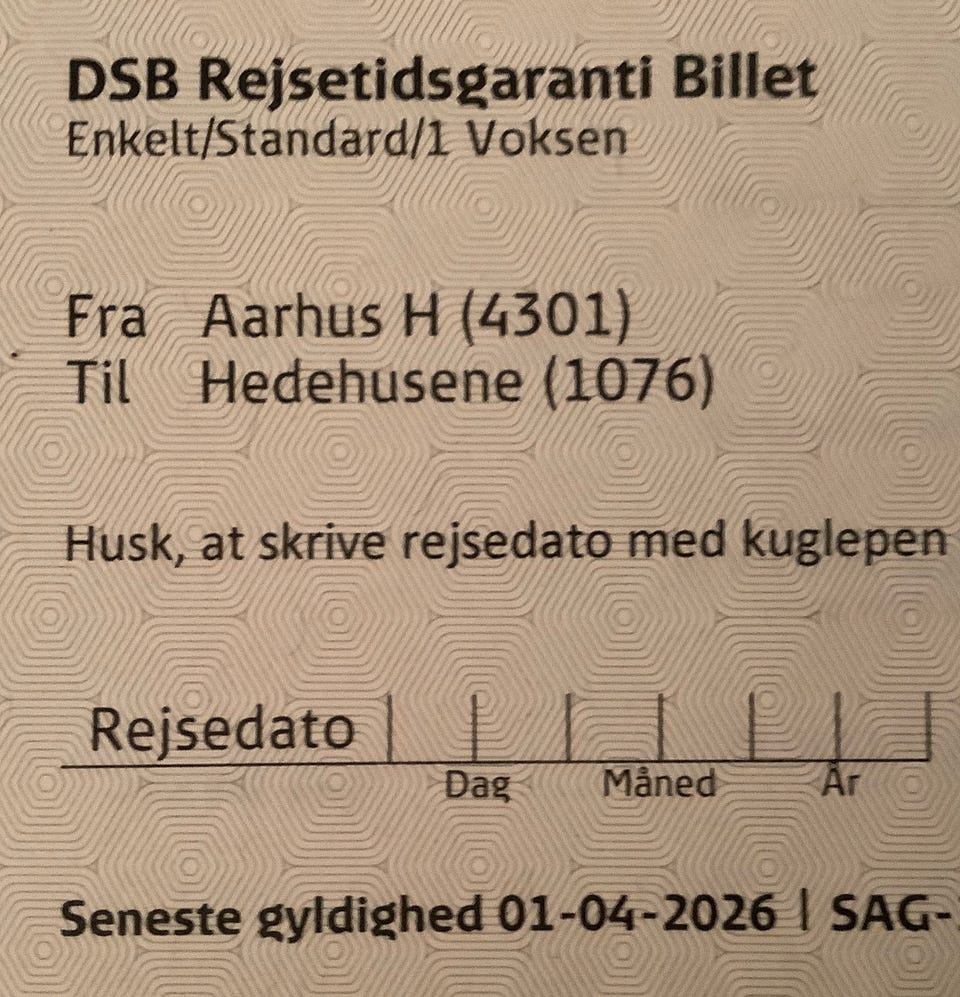 DSB Rejsetidsgaranti Billet
Enkelt/Standard/1 Voksen
Fra Aarhus H (4301)
Til Hedehusene (1076)
Husk, at skrive rejsedato med kuglepen
Rejsedato
Dag Måned År
Seneste gyldighed 01-04-2026 | SAG-